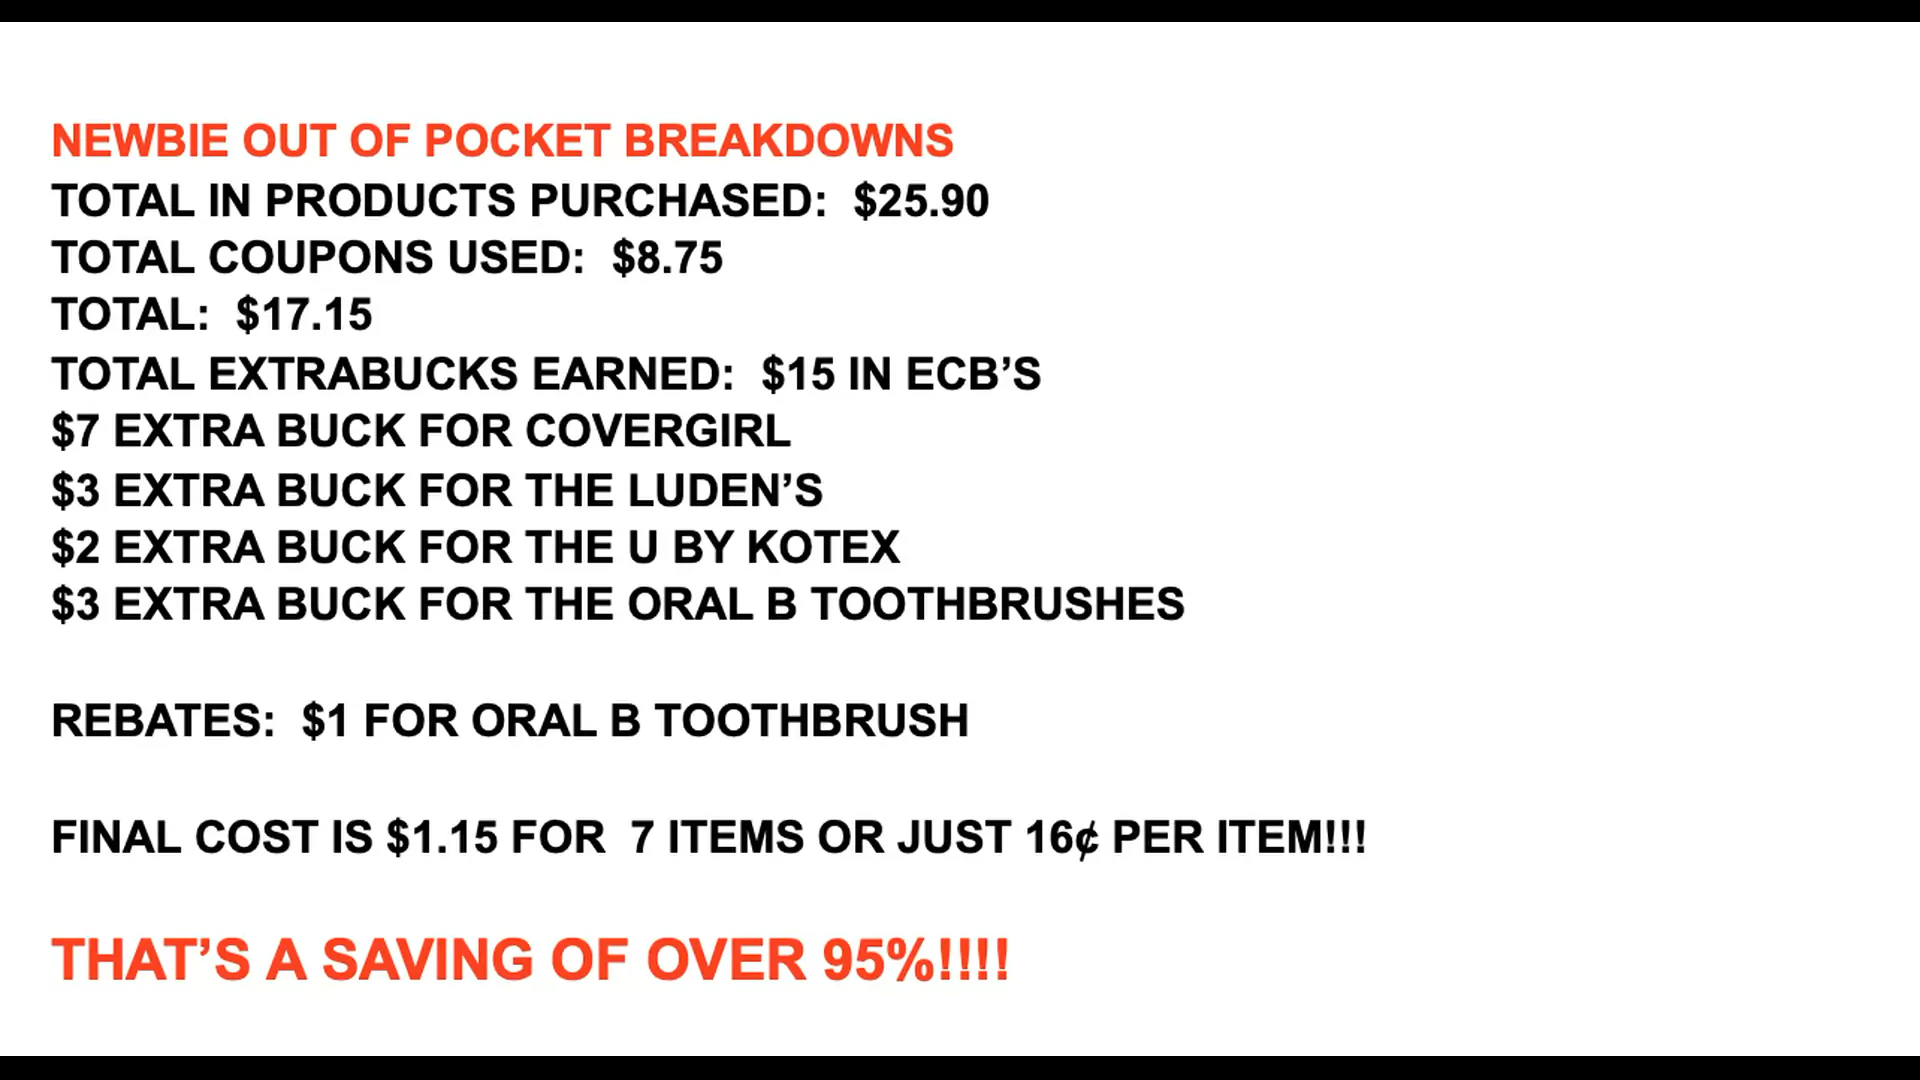 NEWBIE OUT OF POCKET BREAKDOWNS
TOTAL IN PRODUCTS PURCHASED:  $25.90
TOTAL COUPONS USED:  $8.75
TOTAL:  $17.15
TOTAL EXTRABUCKS EARNED:  $15 IN ECB’S
$7 EXTRA BUCK FOR COVERGIRL
$3 EXTRA BUCK FOR THE LUDEN’S
$2 EXTRA BUCK FOR THE U BY KOTEX
$3 EXTRA BUCK FOR THE ORAL B TOOTHBRUSHES
REBATES:  $1 FOR ORAL B TOOTHBRUSH
FINAL COST IS $1.15 FOR  7 ITEMS OR JUST 16¢ PER ITEM!!!
THAT’S A SAVING OF OVER 95%!!!!